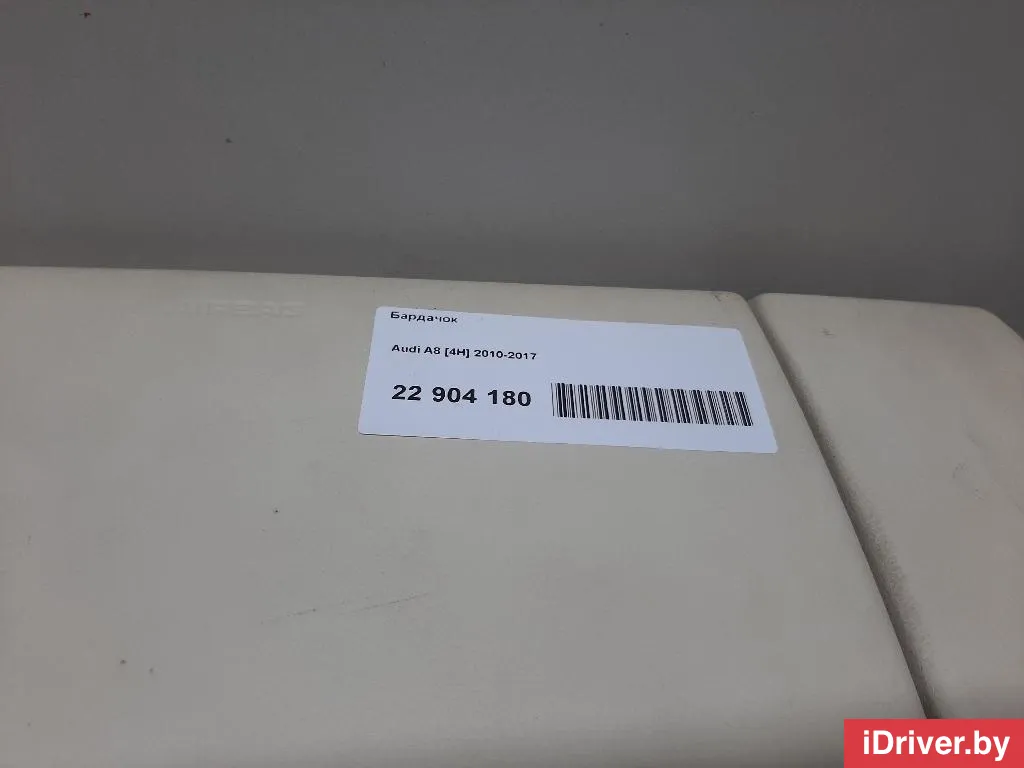 Бардачок
Audi A8 [4H] 2010-2017
22 904 180
iDriver.by